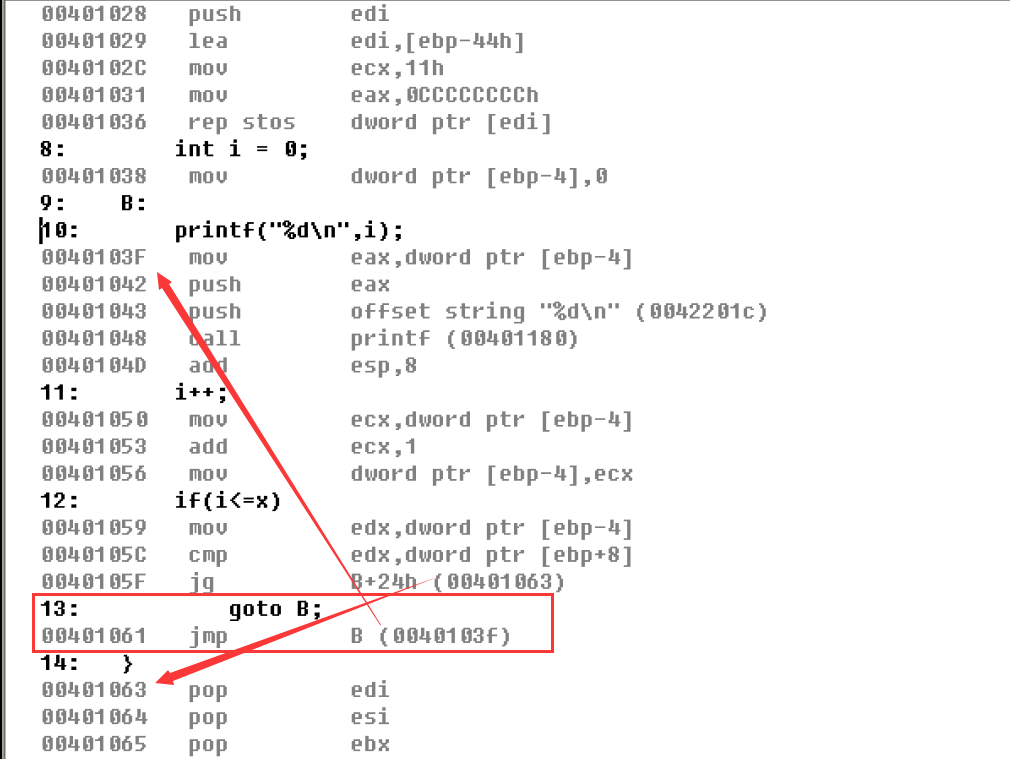 00401028 push edi
00401029 lea edi,[ebp-44h]
0040102C mov ecx,11h
00401031 mov eax,0CCCCCCCCh
00401036 rep stos dword ptr [edi]
8: int i = 0;
00401038 mov dword ptr [ebp-4],0
9: B:
10: printf("%d\n",i);
0040103F mov eax,dword ptr [ebp-4]
00401042 push eax
00401043 push offset string "%d\n" (0042201c)
00401048 call printf (00401180)
0040104D add esp,8
11: i++;
00401050 mov ecx,dword ptr [ebp-4]
00401053 add ecx,1
00401056 mov dword ptr [ebp-4],ecx
12: if(i<=x)
00401059 mov edx,dword ptr [ebp-4]
0040105C cmp edx,dword ptr [ebp+8]
0040105F jg B+24h (00401063)
13: goto B;
00401061 jmp B (0040103f)
14: }
00401063 pop edi
00401064 pop esi
00401065 pop ebx